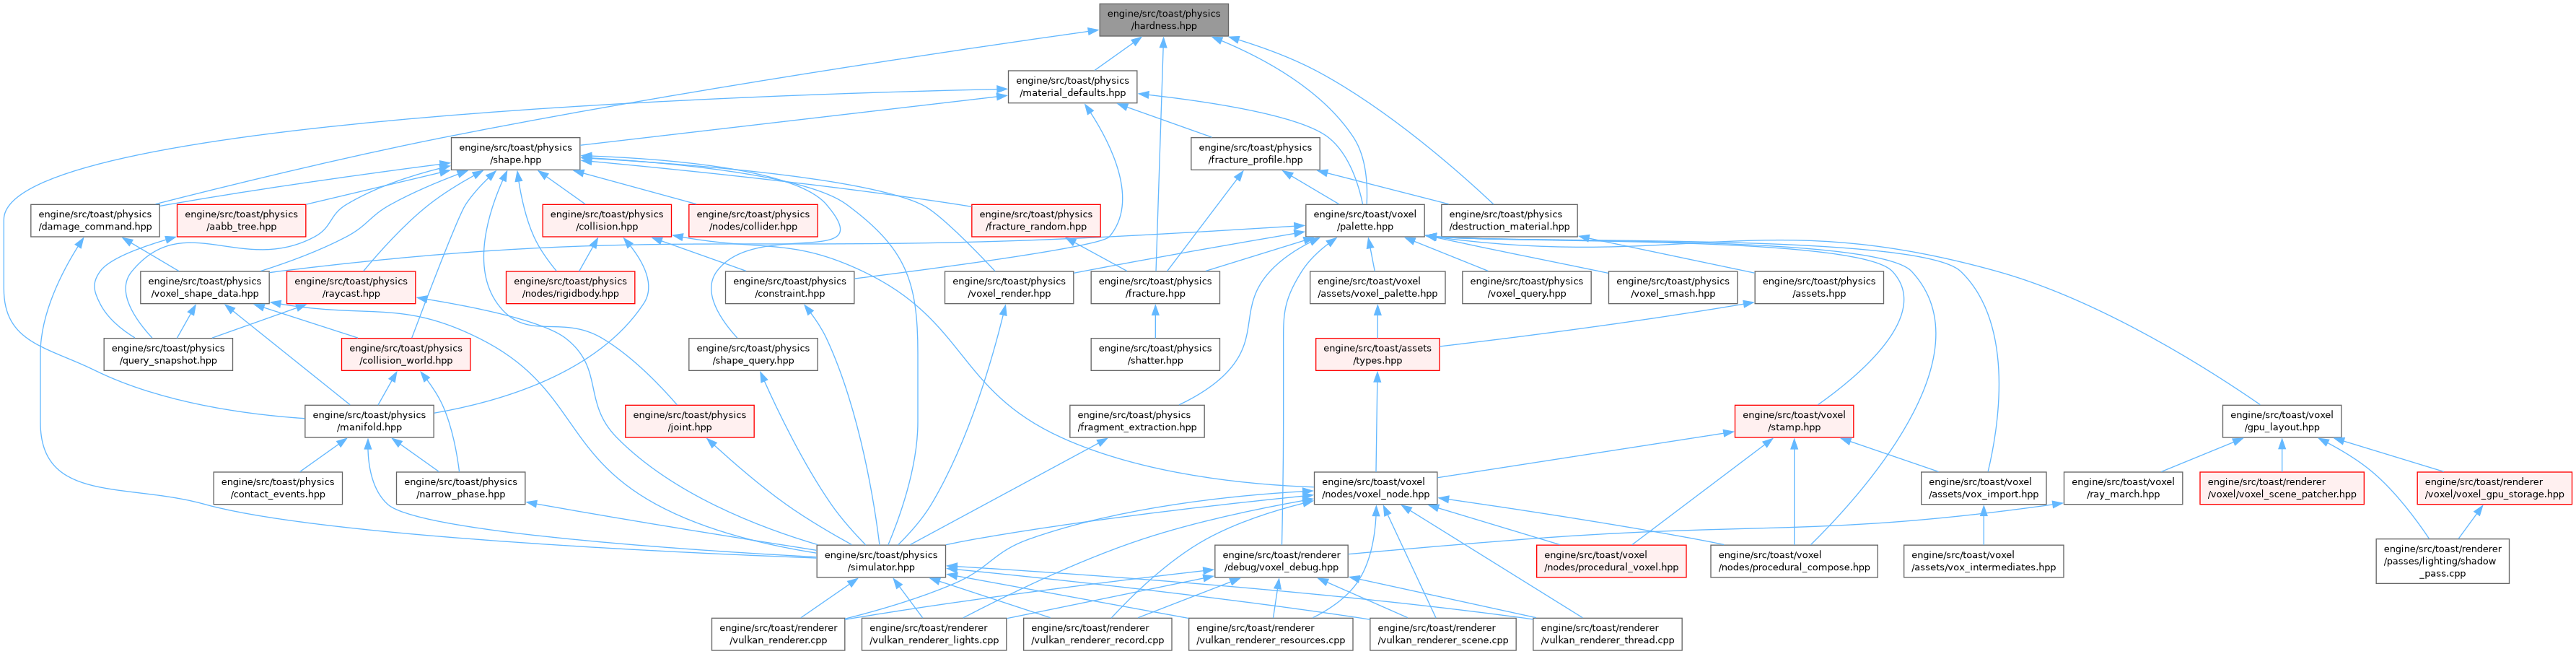 engine/src/toast/physics
/hardness.hpp
engine/src/toast/physics
/material_defaults.hpp
engine/src/toast/physics
/shape.hpp
engine/src/toast/physics
/fracture_profile.hpp
engine/src/toast/physics
/damage_command.hpp
engine/src/toast/physics
/aabb_tree.hpp
engine/src/toast/physics
/collision.hpp
engine/src/toast/physics
/nodes/collider.hpp
engine/src/toast/physics
/fracture_random.hpp
engine/src/toast/voxel
/palette.hpp
engine/src/toast/physics
/destruction_material.hpp
engine/src/toast/physics
/voxel_shape_data.hpp
engine/src/toast/physics
/raycast.hpp
engine/src/toast/physics
/nodes/rigidbody.hpp
engine/src/toast/physics
/constraint.hpp
engine/src/toast/physics
/voxel_render.hpp
engine/src/toast/physics
/fracture.hpp
engine/src/toast/voxel
/assets/voxel_palette.hpp
engine/src/toast/physics
/voxel_query.hpp
engine/src/toast/physics
/voxel_smash.hpp
engine/src/toast/physics
/assets.hpp
engine/src/toast/physics
/query_snapshot.hpp
engine/src/toast/physics
/collision_world.hpp
engine/src/toast/physics
/shape_query.hpp
engine/src/toast/physics
/shatter.hpp
engine/src/toast/assets
/types.hpp
engine/src/toast/physics
/manifold.hpp
engine/src/toast/physics
/joint.hpp
engine/src/toast/physics
/fragment_extraction.hpp
engine/src/toast/voxel
/stamp.hpp
engine/src/toast/voxel
/gpu_layout.hpp
engine/src/toast/physics
/contact_events.hpp
engine/src/toast/physics
/narrow_phase.hpp
engine/src/toast/voxel
/nodes/voxel_node.hpp
engine/src/toast/voxel
/assets/vox_import.hpp
engine/src/toast/voxel
/ray_march.hpp
engine/src/toast/renderer
/voxel/voxel_scene_patcher.hpp
engine/src/toast/renderer
/voxel/voxel_gpu_storage.hpp
engine/src/toast/physics
/simulator.hpp
engine/src/toast/renderer
/debug/voxel_debug.hpp
engine/src/toast/voxel
/nodes/procedural_voxel.hpp
engine/src/toast/voxel
/nodes/procedural_compose.hpp
engine/src/toast/voxel
/assets/vox_intermediates.hpp
engine/src/toast/renderer
/passes/lighting/shadow
_pass.cpp
engine/src/toast/renderer
/vulkan_renderer.cpp
engine/src/toast/renderer
/vulkan_renderer_lights.cpp
engine/src/toast/renderer
/vulkan_renderer_record.cpp
engine/src/toast/renderer
/vulkan_renderer_resources.cpp
engine/src/toast/renderer
/vulkan_renderer_scene.cpp
engine/src/toast/renderer
/vulkan_renderer_thread.cpp